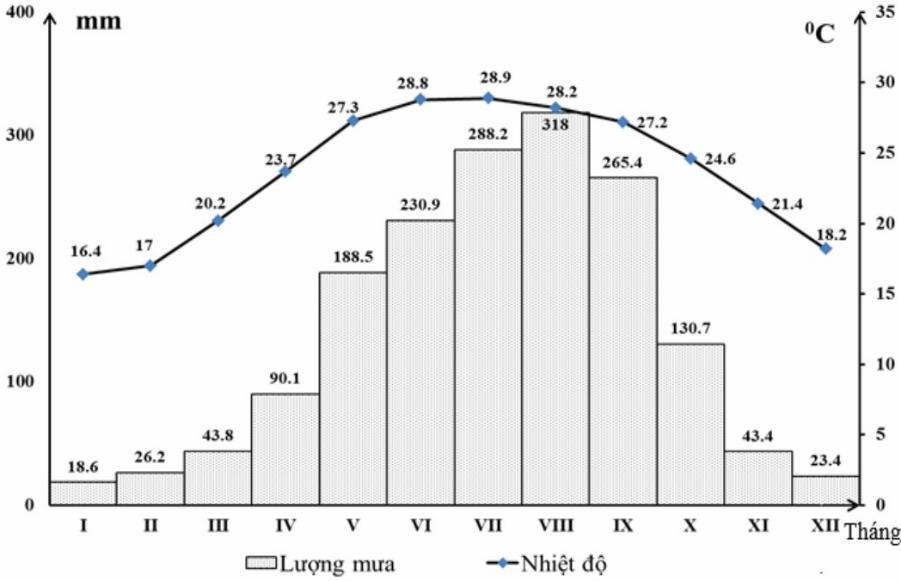 400 mm ⁰C 35
30
28.8 28.9 28.2
27.3 27.2
300 318
288.2 265.4 24.6 25
23.7
230.9
20.2 21.4 20
200 16.4 17 188.5 18.2
15
130.7
100 90.1 10
43.8 43.4 5
18.6 26.2 23.4
0 0
I II III IV V VI VII VIII IX X XI XII Tháng
Lượng mưa Nhiệt độ